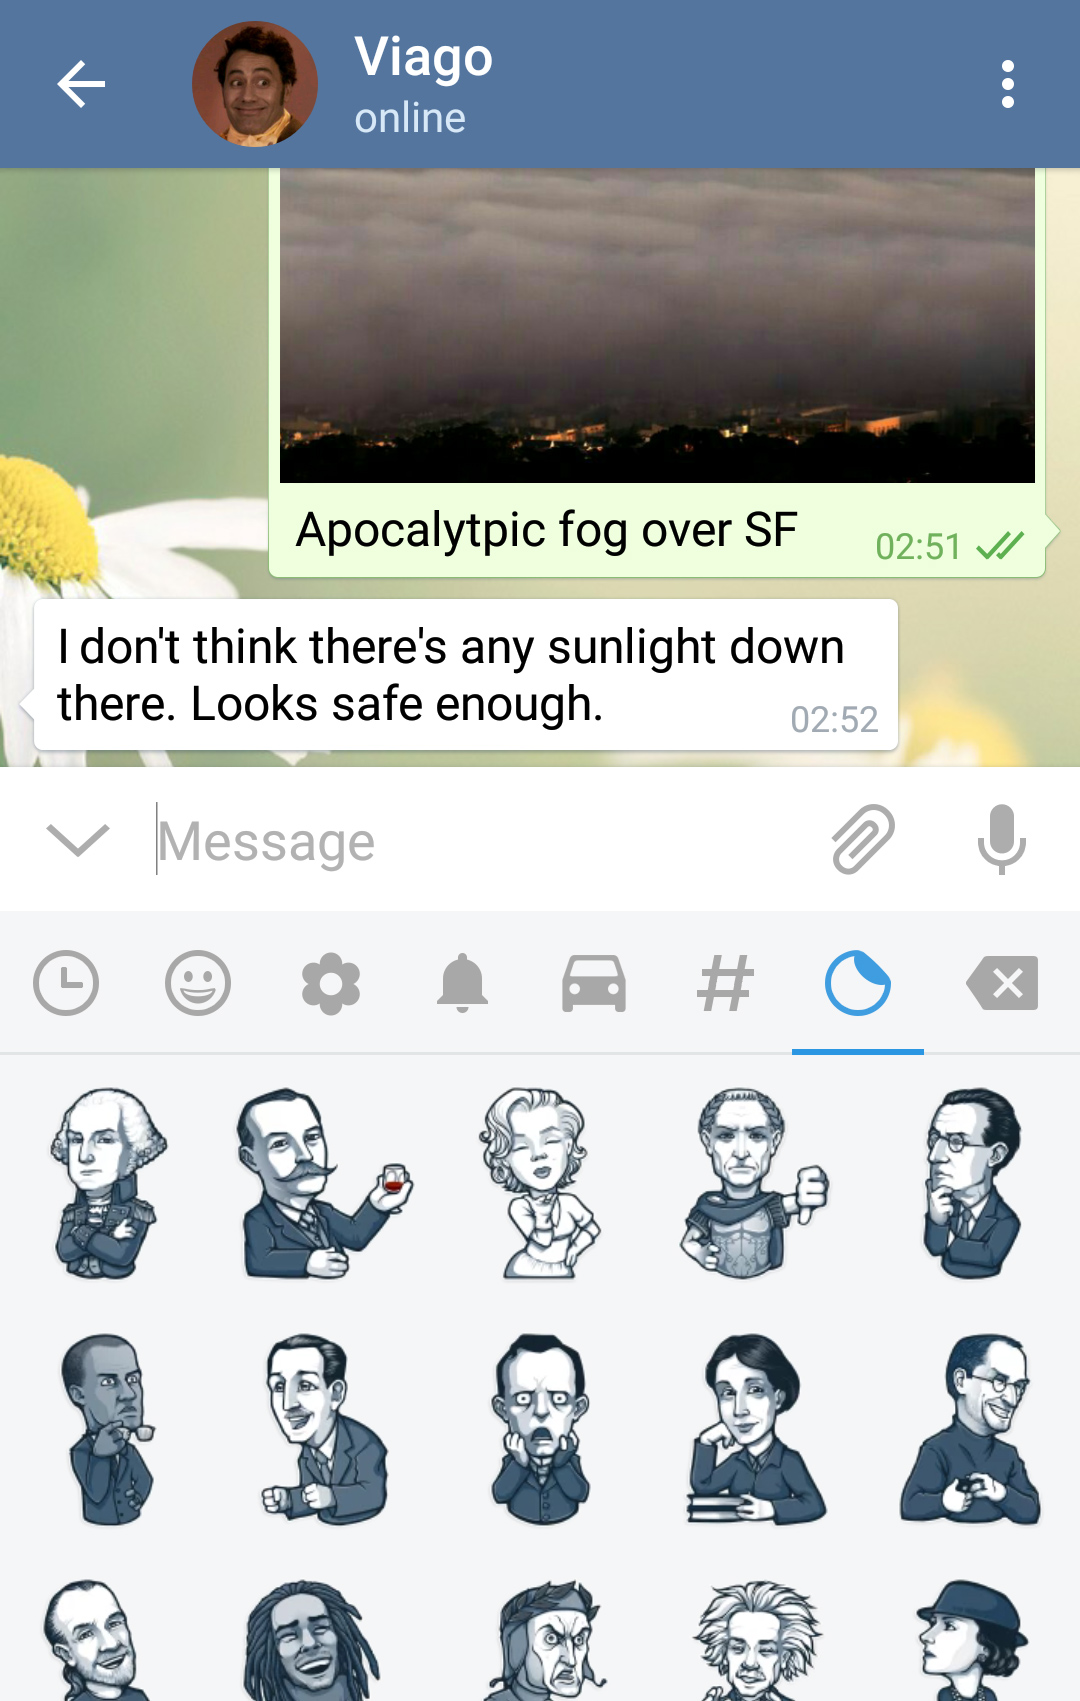 Viago
online
Apocalytpic fog over SF
02:51
I don't think there's any sunlight down
there. Looks safe enough.
02:52
Message
#